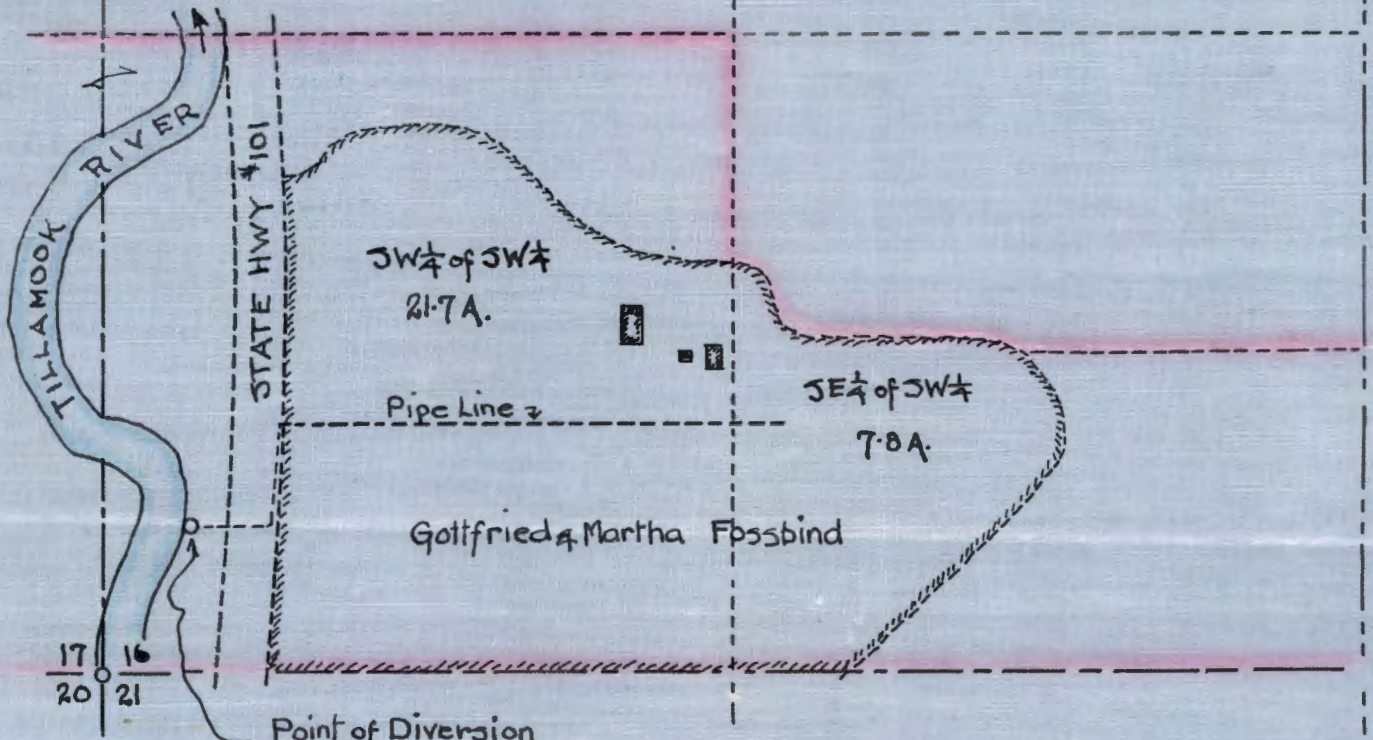 TILLAMOOK RIVER
STATE HWY #101
SW¼ of SW¼
21.7 A.
SE¼ of SW¼
7.8 A.
Pipe Line
Gottfried & Martha Fossbind
17 16
20 21
Point of Diversion